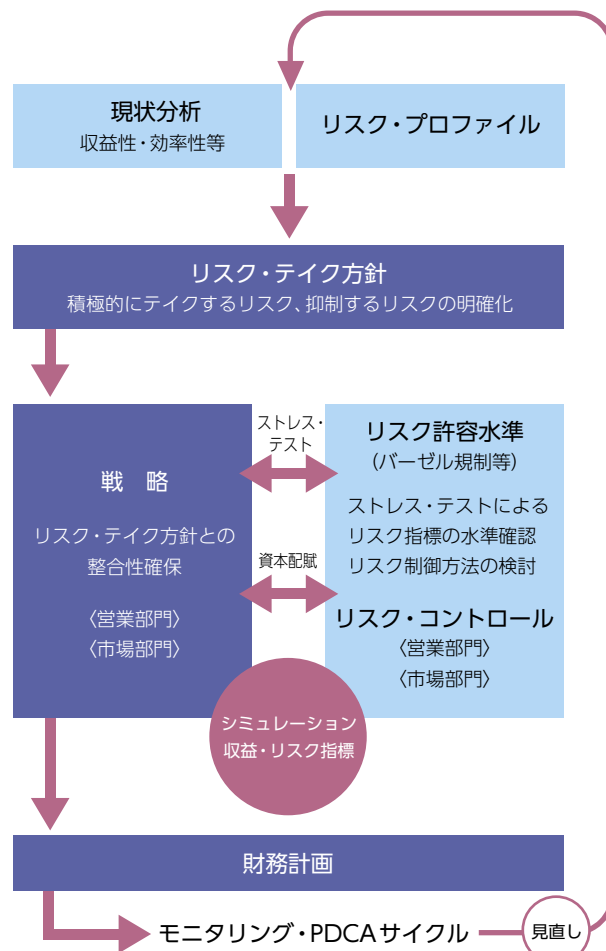 現状分析
収益性・効率性等
リスク・プロファイル
リスク・テイク方針
積極的にテイクするリスク、抑制するリスクの明確化
戦　略
リスク・テイク方針との
整合性確保
〈営業部門〉
〈市場部門〉
ストレス・
テスト
資本配賦
リスク許容水準
(バーゼル規制等)
ストレス・テストによる
リスク指標の水準確認
リスク制御方法の検討
リスク・コントロール
〈営業部門〉
〈市場部門〉
シミュレーション
収益・リスク指標
財務計画
モニタリング・PDCAサイクル
見直し